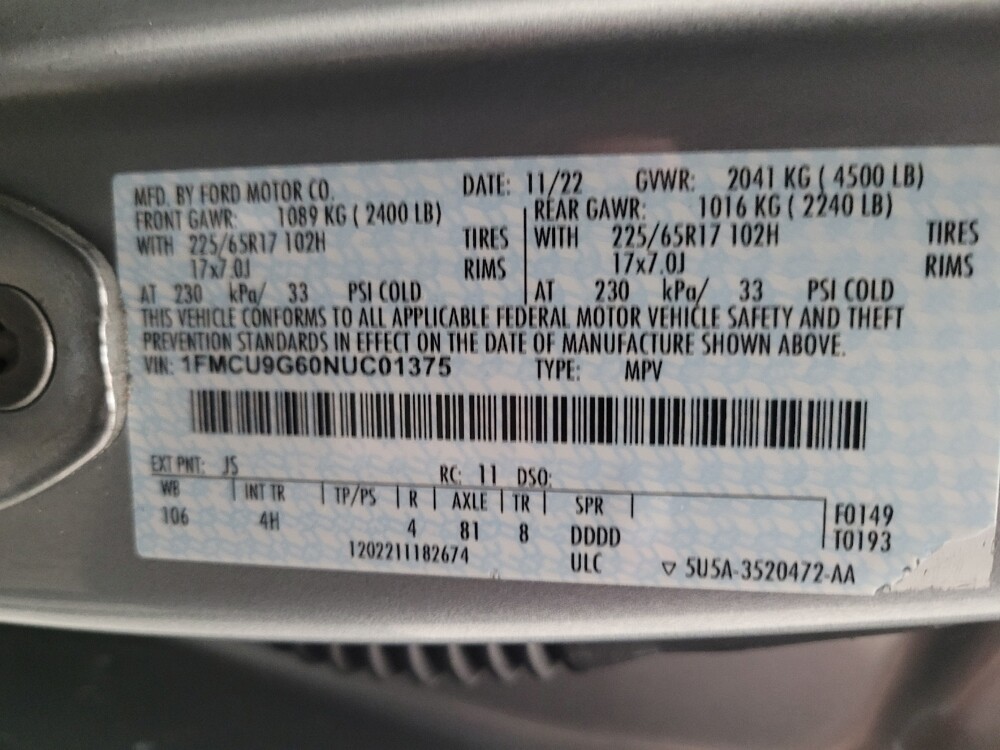 MFD. BY FORD MOTOR CO. DATE: 11/22 GVWR: 2041 KG ( 4500 LB)
FRONT GAWR: 1089 KG ( 2400 LB) REAR GAWR: 1016 KG ( 2240 LB)
WITH 225/65R17 102H TIRES WITH 225/65R17 102H TIRES
17x7.0J RIMS 17x7.0J RIMS
AT 230 kPa/ 33 PSI COLD AT 230 kPa/ 33 PSI COLD
THIS VEHICLE CONFORMS TO ALL APPLICABLE FEDERAL MOTOR VEHICLE SAFETY AND THEFT
PREVENTION STANDARDS IN EFFECT ON THE DATE OF MANUFACTURE SHOWN ABOVE.
VIN: 1FMCU9G60NUC01375 TYPE: MPV
EXT PNT: JS RC: 11 DSO:
WB INT TR TP/PS R AXLE TR SPR F0149
106 4H 4 81 8 DDDD T0193
1202211182674 ULC ▽ 5U5A-3520472-AA